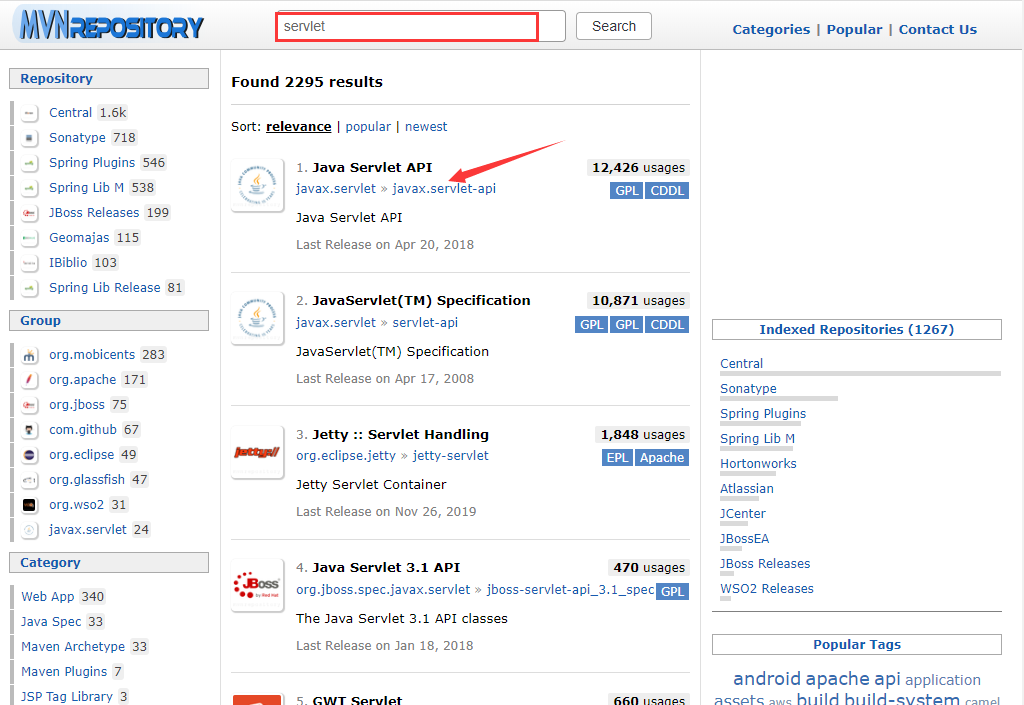 MVNREPOSITORY
servlet
Search
Categories | Popular | Contact Us
Repository
Central 1.6k
Sonatype 718
Spring Plugins 546
Spring Lib M 538
JBoss Releases 199
Geomajas 115
IBiblio 103
Spring Lib Release 81
Group
org.mobicents 283
org.apache 171
org.jboss 75
com.github 67
org.eclipse 49
org.glassfish 47
org.wso2 31
javax.servlet 24
Category
Web App 340
Java Spec 33
Maven Archetype 33
Maven Plugins 7
JSP Tag Library 3
Found 2295 results
Sort: relevance | popular | newest
1. Java Servlet API
12,426 usages
javax.servlet » javax.servlet-api
GPL CDDL
Java Servlet API
Last Release on Apr 20, 2018
2. JavaServlet(TM) Specification
10,871 usages
javax.servlet » servlet-api
GPL GPL CDDL
JavaServlet(TM) Specification
Last Release on Apr 17, 2008
jetty://
3. Jetty :: Servlet Handling
1,848 usages
org.eclipse.jetty » jetty-servlet
EPL Apache
Jetty Servlet Container
Last Release on Nov 26, 2019
JBoss
by Red Hat
4. Java Servlet 3.1 API
470 usages
org.jboss.spec.javax.servlet » jboss-servlet-api_3.1_spec
GPL
The Java Servlet 3.1 API classes
Last Release on Jan 18, 2018
5. GWT Servlet
660 usages
Indexed Repositories (1267)
Central
Sonatype
Spring Plugins
Spring Lib M
Hortonworks
Atlassian
JCenter
JBossEA
JBoss Releases
WSO2 Releases
Popular Tags
android apache api application
assets aws build build-system camel